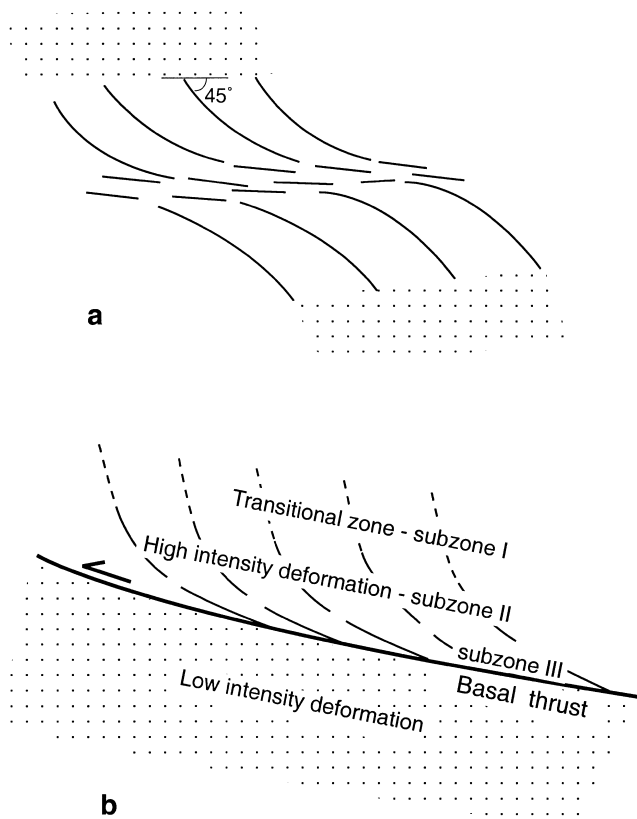 45°
a
Transitional zone - subzone I
High intensity deformation - subzone II
subzone III
Basal thrust
Low intensity deformation
b